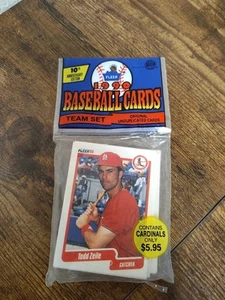 10th
ANNIVERSARY
EDITION
FLEER
1990
BASEBALL CARDS
TEAM SET
ORIGINAL
UNDUPLICATED CARDS
FLEER '90
Todd Zeile
CATCHER
CONTAINS
CARDINALS
ONLY
$5.95